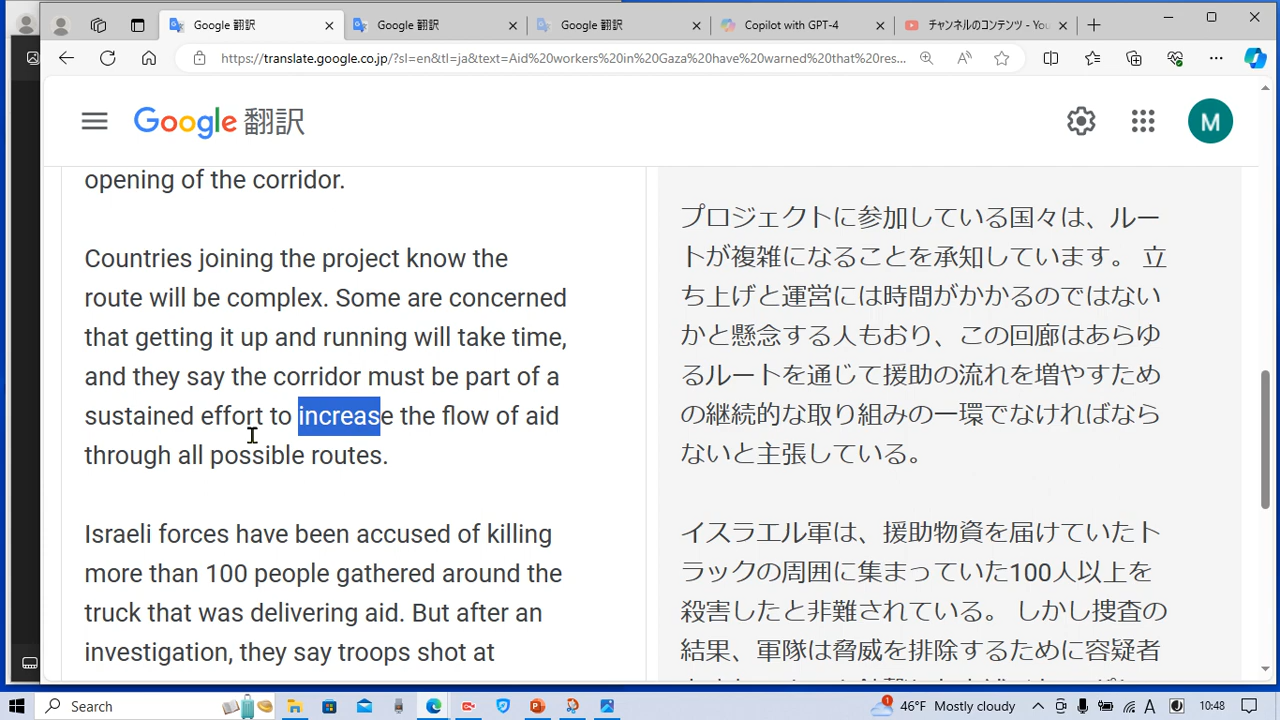 Google 翻訳
Google 翻訳
Google 翻訳
Copilot with GPT-4
チャンネルのコンテンツ - You
https://translate.google.co.jp/?sl=en&tl=ja&text=Aid%20workers%20in%20Gaza%20have%20warned%20that%20res...
Google 翻訳
M
opening of the corridor.
Countries joining the project know the
route will be complex. Some are concerned
that getting it up and running will take time,
and they say the corridor must be part of a
sustained effort to increase the flow of aid
through all possible routes.
Israeli forces have been accused of killing
more than 100 people gathered around the
truck that was delivering aid. But after an
investigation, they say troops shot at
プロジェクトに参加している国々は、ルー
トが複雑になることを承知しています。 立
ち上げと運営には時間がかかるのではない
かと懸念する人もおり、この回廊はあらゆ
るルートを通じて援助の流れを増やすため
の継続的な取り組みの一環でなければなら
ないと主張している。
イスラエル軍は、援助物資を届けていたト
ラックの周囲に集まっていた100人以上を
殺害したと非難されている。 しかし捜査の
結果、軍隊は脅威を排除するために容疑者
Search
1
46°F Mostly cloudy
A
10:48